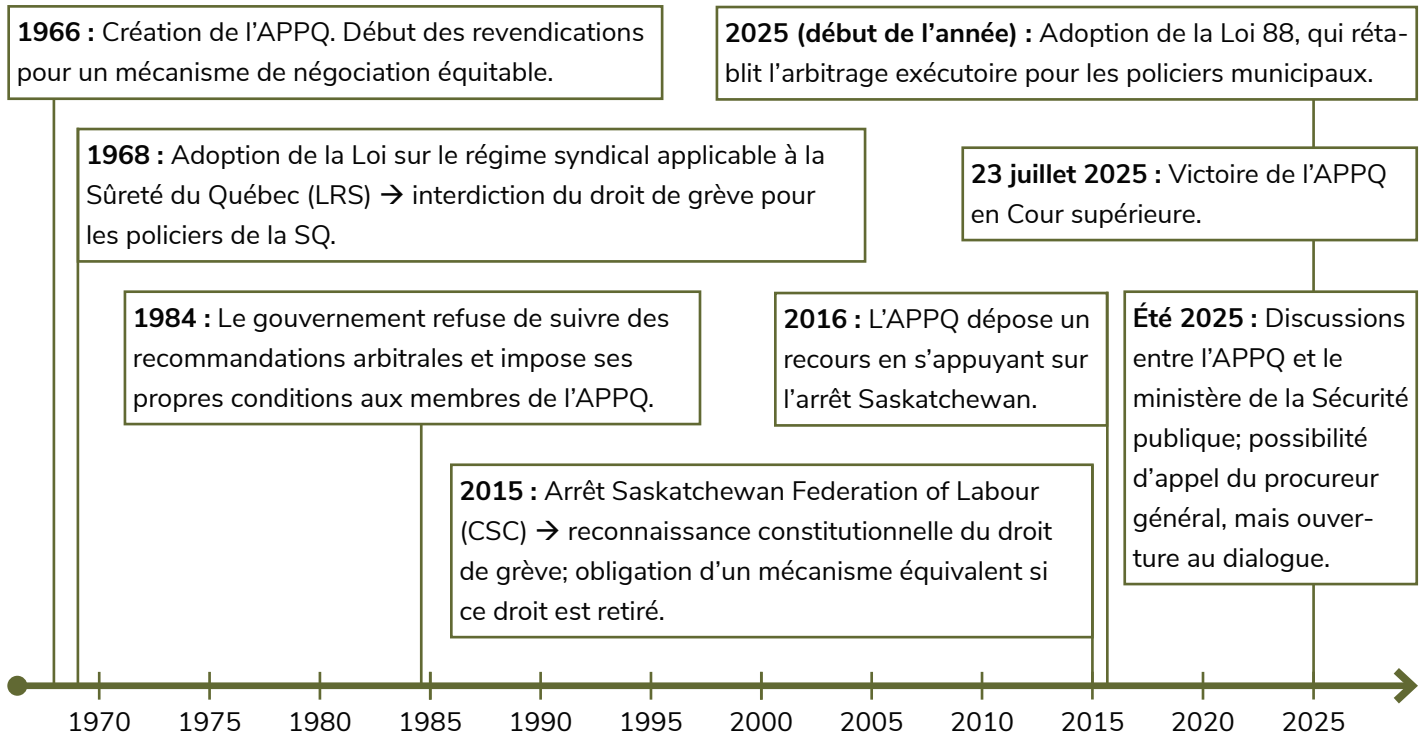 1966 : Création de l’APPQ. Début des revendications
pour un mécanisme de négociation équitable.
2025 (début de l’année) : Adoption de la Loi 88, qui réta-
blit l’arbitrage exécutoire pour les policiers municipaux.
1968 : Adoption de la Loi sur le régime syndical applicable à la
Sûreté du Québec (LRS) → interdiction du droit de grève pour
les policiers de la SQ.
23 juillet 2025 : Victoire de l’APPQ
en Cour supérieure.
1984 : Le gouvernement refuse de suivre des
recommandations arbitrales et impose ses
propres conditions aux membres de l’APPQ.
2016 : L’APPQ dépose un
recours en s’appuyant sur
l’arrêt Saskatchewan.
Été 2025 : Discussions
entre l’APPQ et le
ministère de la Sécurité
publique; possibilité
d’appel du procureur
général, mais ouver-
ture au dialogue.
2015 : Arrêt Saskatchewan Federation of Labour
(CSC) → reconnaissance constitutionnelle du droit
de grève; obligation d’un mécanisme équivalent si
ce droit est retiré.
1970 1975 1980 1985 1990 1995 2000 2005 2010 2015 2020 2025